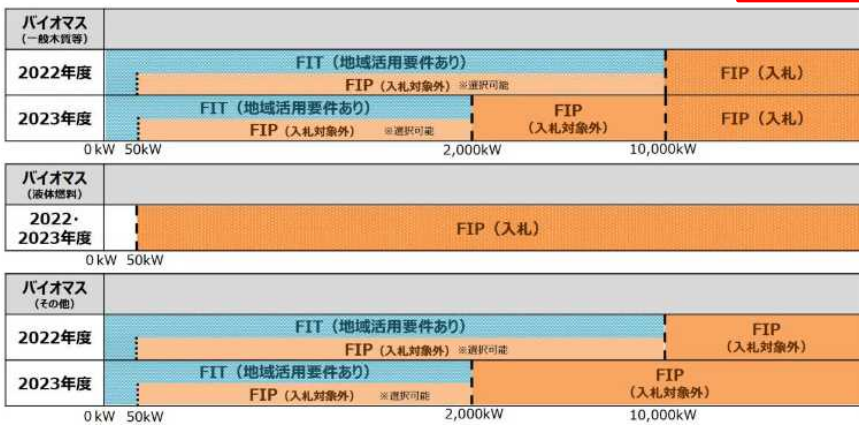 バイオマス
(一般木質等)
2022年度
FIT（地域活用要件あり）
FIP（入札対象外）※選択可能
FIP（入札）
2023年度
FIT（地域活用要件あり）
FIP（入札対象外） ※選択可能
FIP
（入札対象外）
FIP（入札）
0kW 50kW 2,000kW 10,000kW
バイオマス
(液体燃料)
2022・
2023年度
FIP（入札）
0kW 50kW
バイオマス
(その他)
2022年度
FIT（地域活用要件あり）
FIP（入札対象外）※選択可能
FIP
（入札対象外）
2023年度
FIT（地域活用要件あり）
FIP（入札対象外） ※選択可能
FIP
（入札対象外）
0kW 50kW 2,000kW 10,000kW